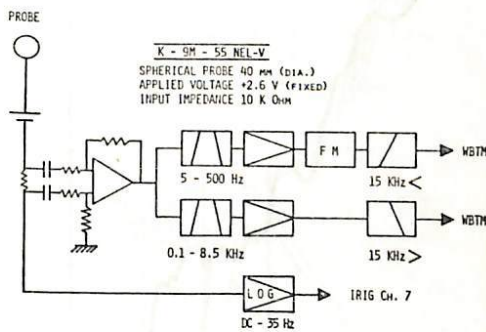 PROBE
K - 9M - 55 NEL-V
SPHERICAL PROBE 40 MM (DIA.)
APPLIED VOLTAGE +2.6 V (FIXED)
INPUT IMPEDANCE 10 K OHM
F M
WBTM
5 - 500 Hz
15 KHz <
WBTM
0.1 - 8.5 KHz
15 KHz >
LOG
IRIG Ch. 7
DC - 35 Hz